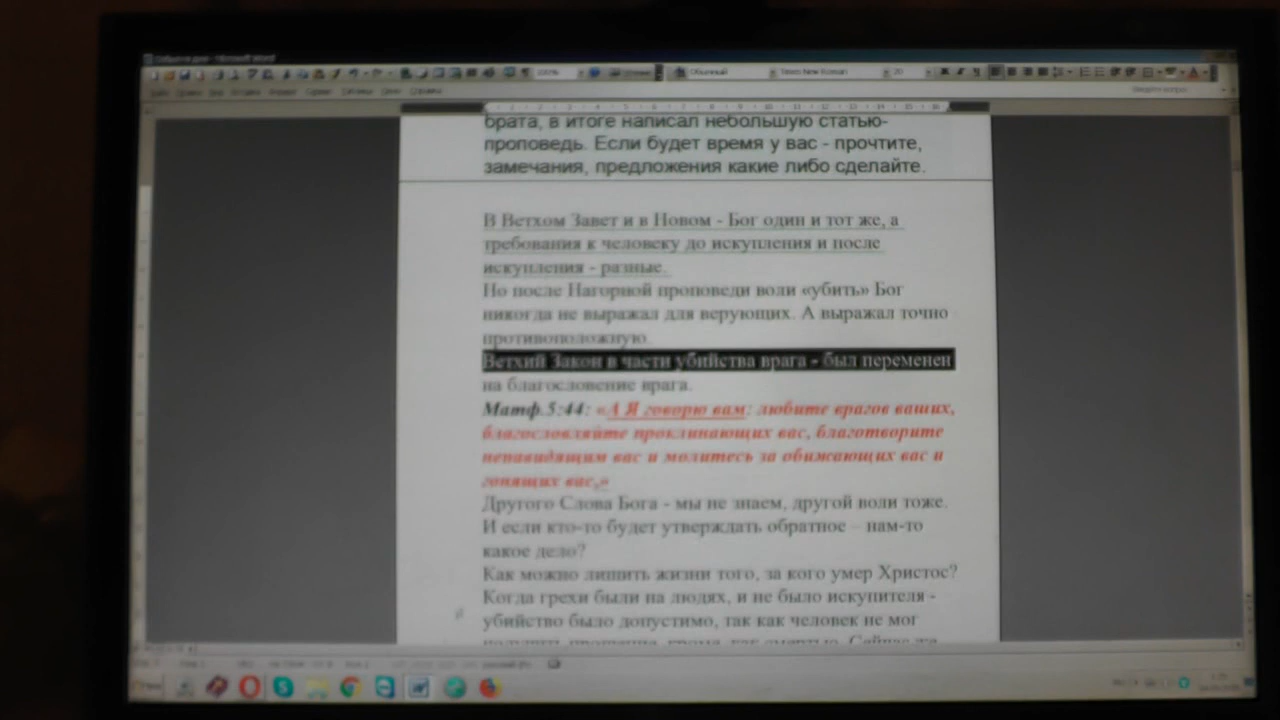 брата, в итоге написал небольшую статью-
проповедь. Если будет время у вас - прочтите,
замечания, предложения какие либо сделайте.
В Ветхом Завет и в Новом - Бог один и тот же, а
требования к человеку до искупления и после
искупления - разные.
Но после Нагорной проповеди воли «убить» Бог
никогда не выражал для верующих. А выражал точно
противоположную.
Ветхий Закон в части убийства врага - был переменен
на благословение врага.
Матф.5:44: «А Я говорю вам: любите врагов ваших,
благословляйте проклинающих вас, благотворите
ненавидящим вас и молитесь за обижающих вас и
гонящих вас,»
Другого Слова Бога - мы не знаем, другой воли тоже.
И если кто-то будет утверждать обратное – нам-то
какое дело?
Как можно лишить жизни того, за кого умер Христос?
Когда грехи были на людях, и не было искупителя -
убийство было допустимо, так как человек не мог